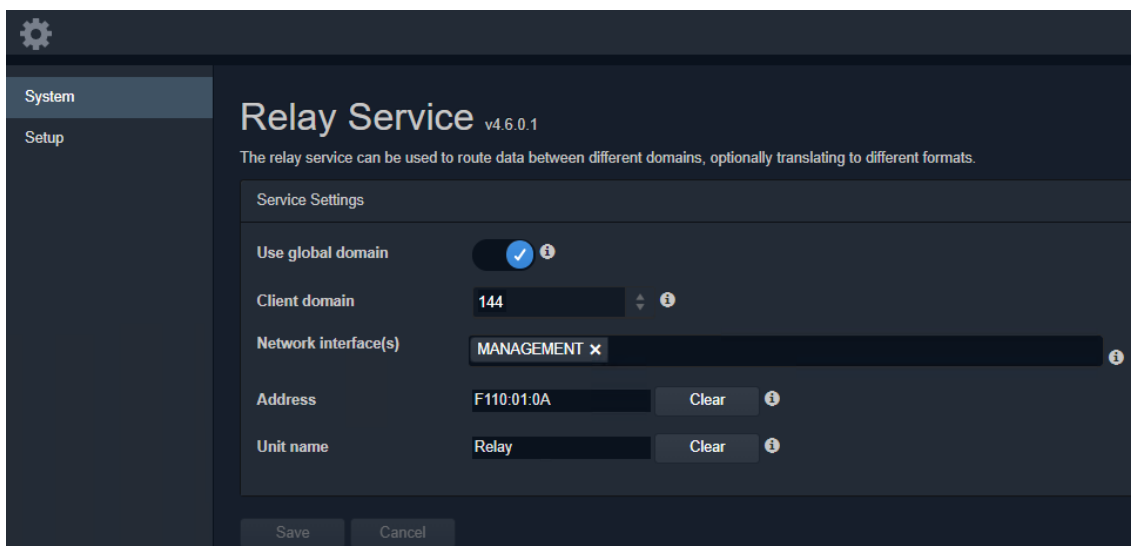 System
Setup
Relay Service v4.6.0.1
The relay service can be used to route data between different domains, optionally translating to different formats.
Service Settings
Use global domain
Client domain 144
Network interface(s) MANAGEMENT ×
Address F110:01:0A Clear
Unit name Relay Clear
Save Cancel